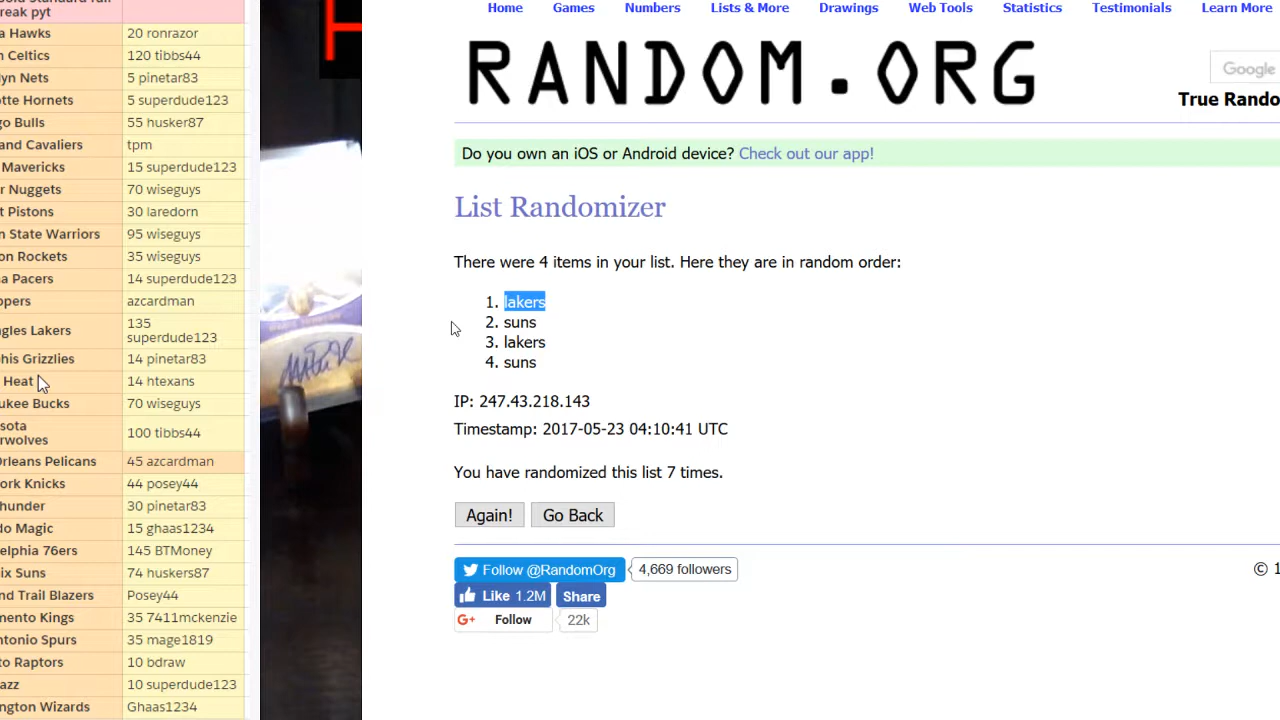 reak pyt
a Hawks 20 ronrazor
n Celtics 120 tibbs44
lyn Nets 5 pinetar83
otte Hornets 5 superdude123
go Bulls 55 husker87
and Cavaliers tpm
Mavericks 15 superdude123
r Nuggets 70 wiseguys
t Pistons 30 laredorn
n State Warriors 95 wiseguys
on Rockets 35 wiseguys
na Pacers 14 superdude123
ppers azcardman
ngles Lakers 135
superdude123
his Grizzlies 14 pinetar83
Heat 14 htexans
ukee Bucks 70 wiseguys
sota
rwolves 100 tibbs44
Orleans Pelicans 45 azcardman
ork Knicks 44 posey44
hunder 30 pinetar83
do Magic 15 ghaas1234
elphia 76ers 145 BTMoney
ix Suns 74 huskers87
nd Trail Blazers Posey44
mento Kings 35 7411mckenzie
ntonio Spurs 35 mage1819
to Raptors 10 bdraw
azz 10 superdude123
ngton Wizards Ghaas1234
Home Games Numbers Lists & More Drawings Web Tools Statistics Testimonials Learn More
RANDOM.ORG
Google
True Rando
Do you own an iOS or Android device? Check out our app!
List Randomizer
There were 4 items in your list. Here they are in random order:
1. lakers
2. suns
3. lakers
4. suns
IP: 247.43.218.143
Timestamp: 2017-05-23 04:10:41 UTC
You have randomized this list 7 times.
Again! Go Back
Follow @RandomOrg 4,669 followers
Like 1.2M Share
G+ Follow 22k
© 1